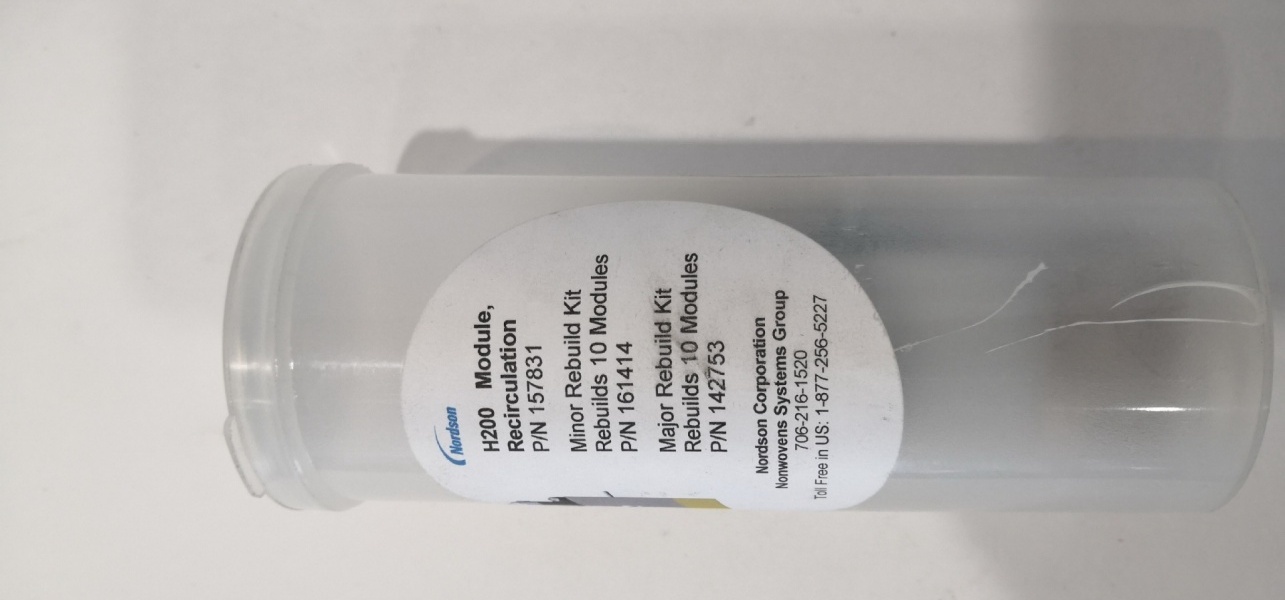 Nordson
H200 Module,
Recirculation
P/N 157831
Minor Rebuild Kit
Rebuilds 10 Modules
P/N 161414
Major Rebuild Kit
Rebuilds 10 Modules
P/N 142753
Nordson Corporation
Nonwovens Systems Group
706-216-1520
Toll Free in US: 1-877-256-5227